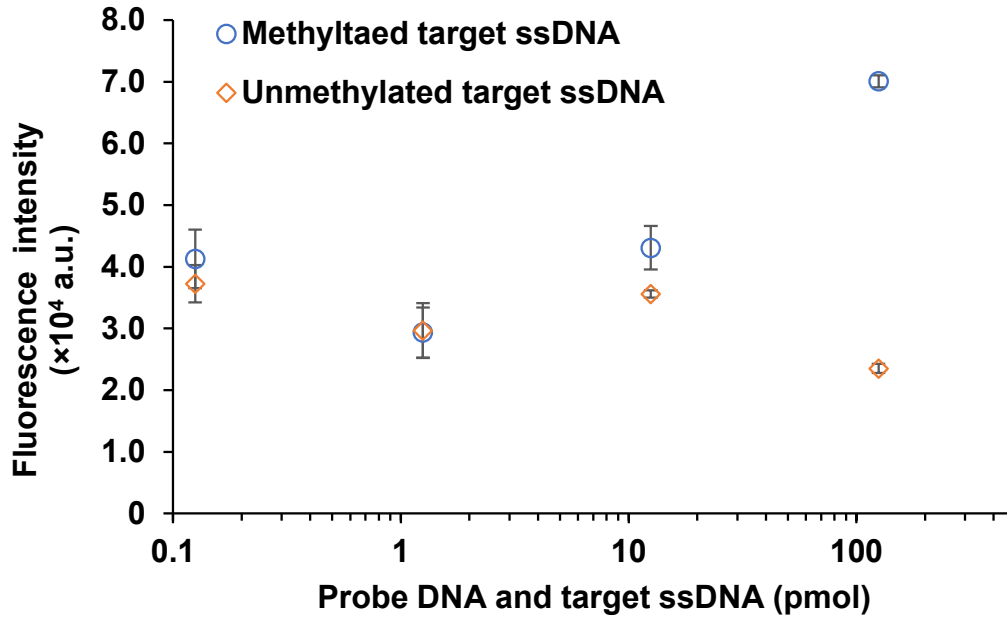 8.0
Methyltaed target ssDNA
7.0
Unmethylated target ssDNA
6.0
5.0
4.0
3.0
2.0
1.0
0
Fluorescence intensity
(×10⁴ a.u.)
0.1 1 10 100
Probe DNA and target ssDNA (pmol)